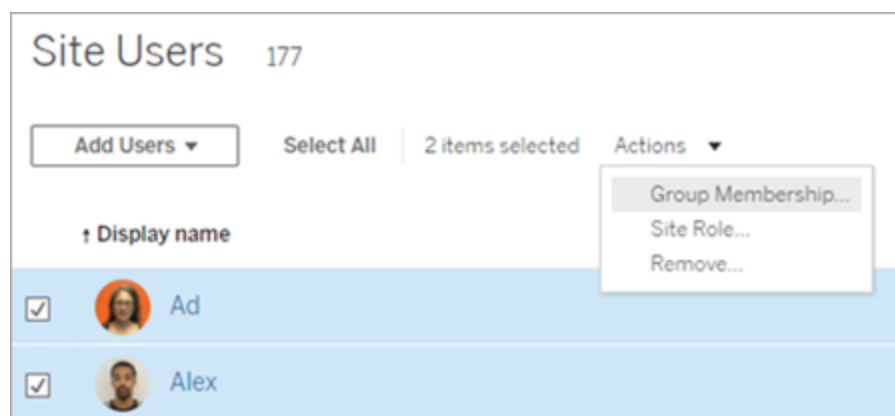 Site Users 177
Add Users ▾ Select All 2 items selected Actions ▾
Group Membership...
Site Role...
Remove...
↑ Display name
Ad
Alex